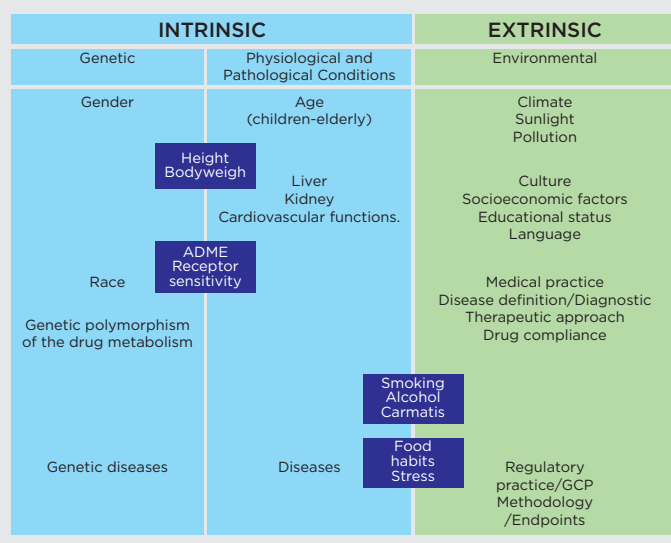 INTRINSIC
EXTRINSIC
Genetic
Physiological and
Pathological Conditions
Environmental
Gender
Age
(children-elderly)
Climate
Sunlight
Pollution
Height
Bodyweigh
Liver
Kidney
Cardiovascular functions.
Culture
Socioeconomic factors
Educational status
Language
ADME
Receptor
sensitivity
Race
Medical practice
Disease definition/Diagnostic
Therapeutic approach
Drug compliance
Genetic polymorphism
of the drug metabolism
Smoking
Alcohol
Carmatis
Food
habits
Stress
Genetic diseases
Diseases
Regulatory
practice/GCP
Methodology
/Endpoints